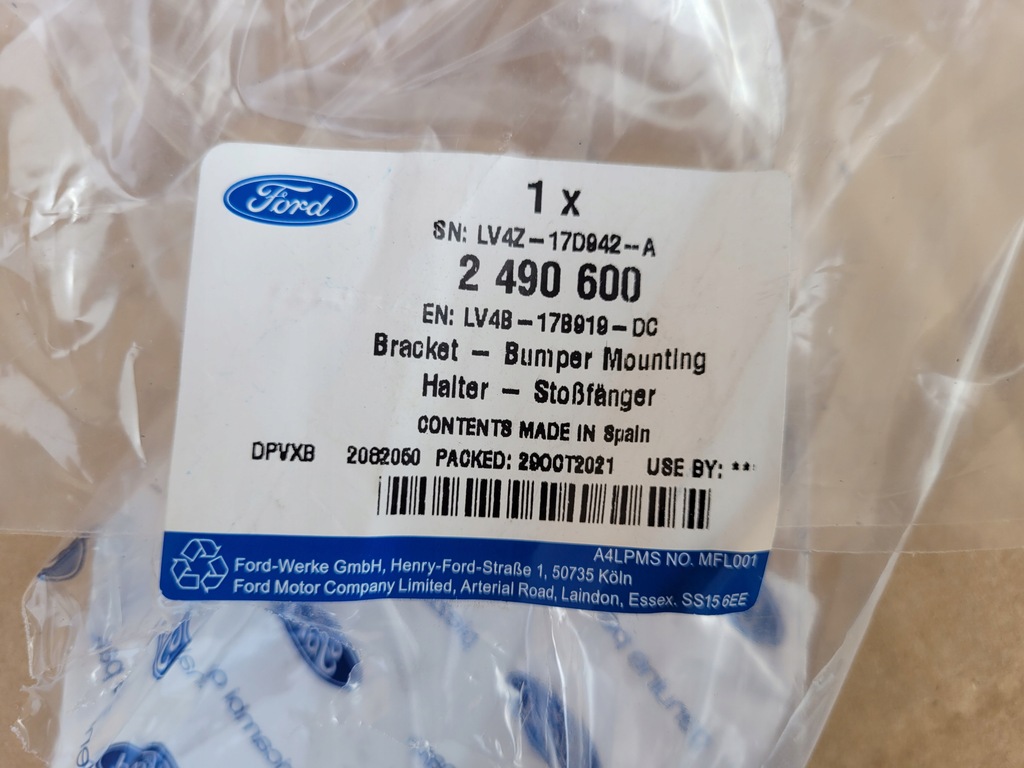 Ford
1 x
SN: LV4Z-17D942-A
2 490 600
EN: LV4B-17B919-DC
Bracket - Bumper Mounting
Halter - Stoßfänger
CONTENTS MADE IN Spain
DPVXB 2082060 PACKED: 29OCT2021 USE BY: **
A4LPMS NO. MFL001
Ford-Werke GmbH, Henry-Ford-Straße 1, 50735 Köln
Ford Motor Company Limited, Arterial Road, Laindon, Essex. SS15 6EE